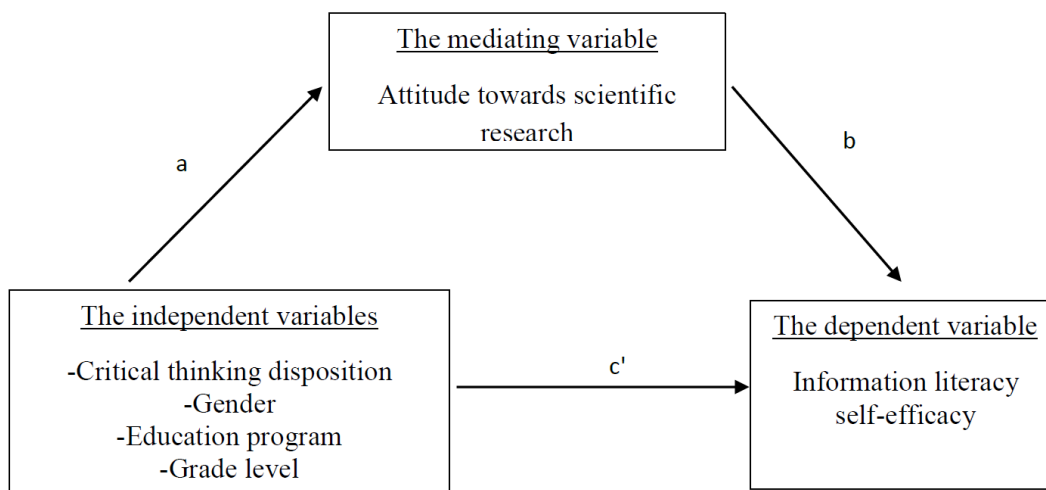 The mediating variable
Attitude towards scientific
research
a
b
The independent variables
-Critical thinking disposition
-Gender
-Education program
-Grade level
c'
The dependent variable
Information literacy
self-efficacy